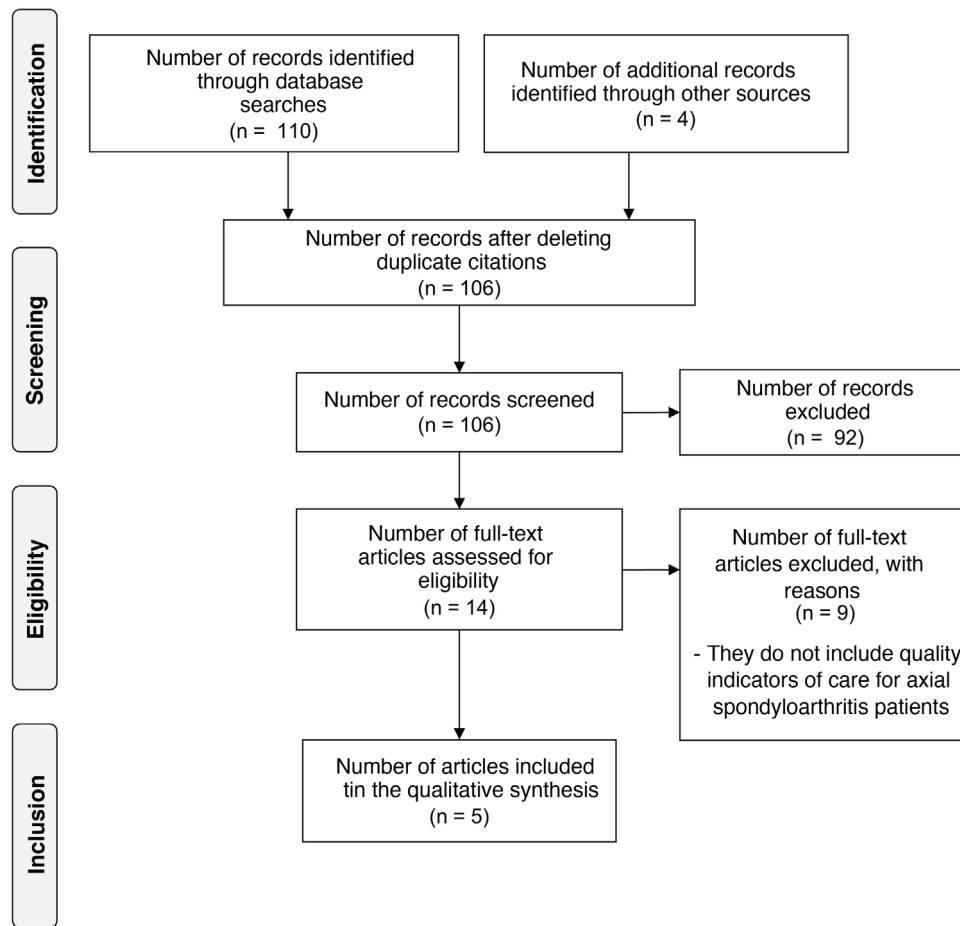 Identification
Number of records identified
through database
searches
(n =  110)
Number of additional records
identified through other sources
(n = 4)
Screening
Number of records after deleting
duplicate citations
(n = 106)
Number of records screened
(n = 106)
Number of records
excluded
(n =  92)
Eligibility
Number of full-text
articles assessed for
eligibility
(n = 14)
Number of full-text
articles excluded, with
reasons
(n = 9)
- They do not include quality
indicators of care for axial
spondyloarthritis patients
Inclusion
Number of articles included
tin the qualitative synthesis
(n = 5)